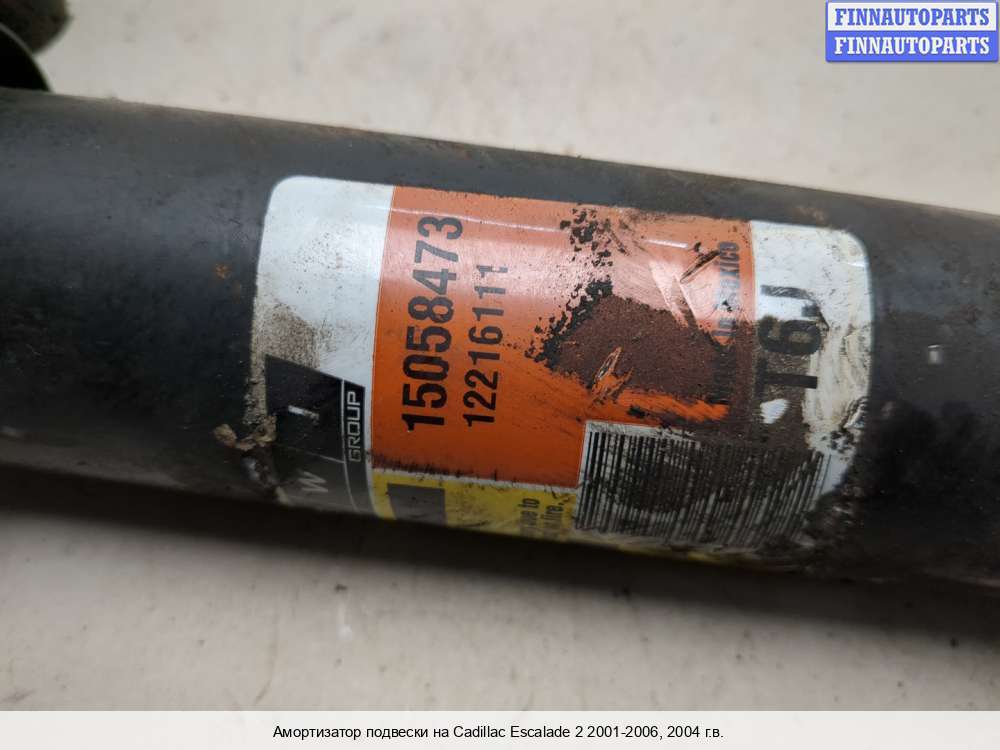 FINNAUTOPARTS
FINNAUTOPARTS
15058473
12216111
T6J
W
GROUP
Амортизатор подвески на Cadillac Escalade 2 2001-2006, 2004 г.в.